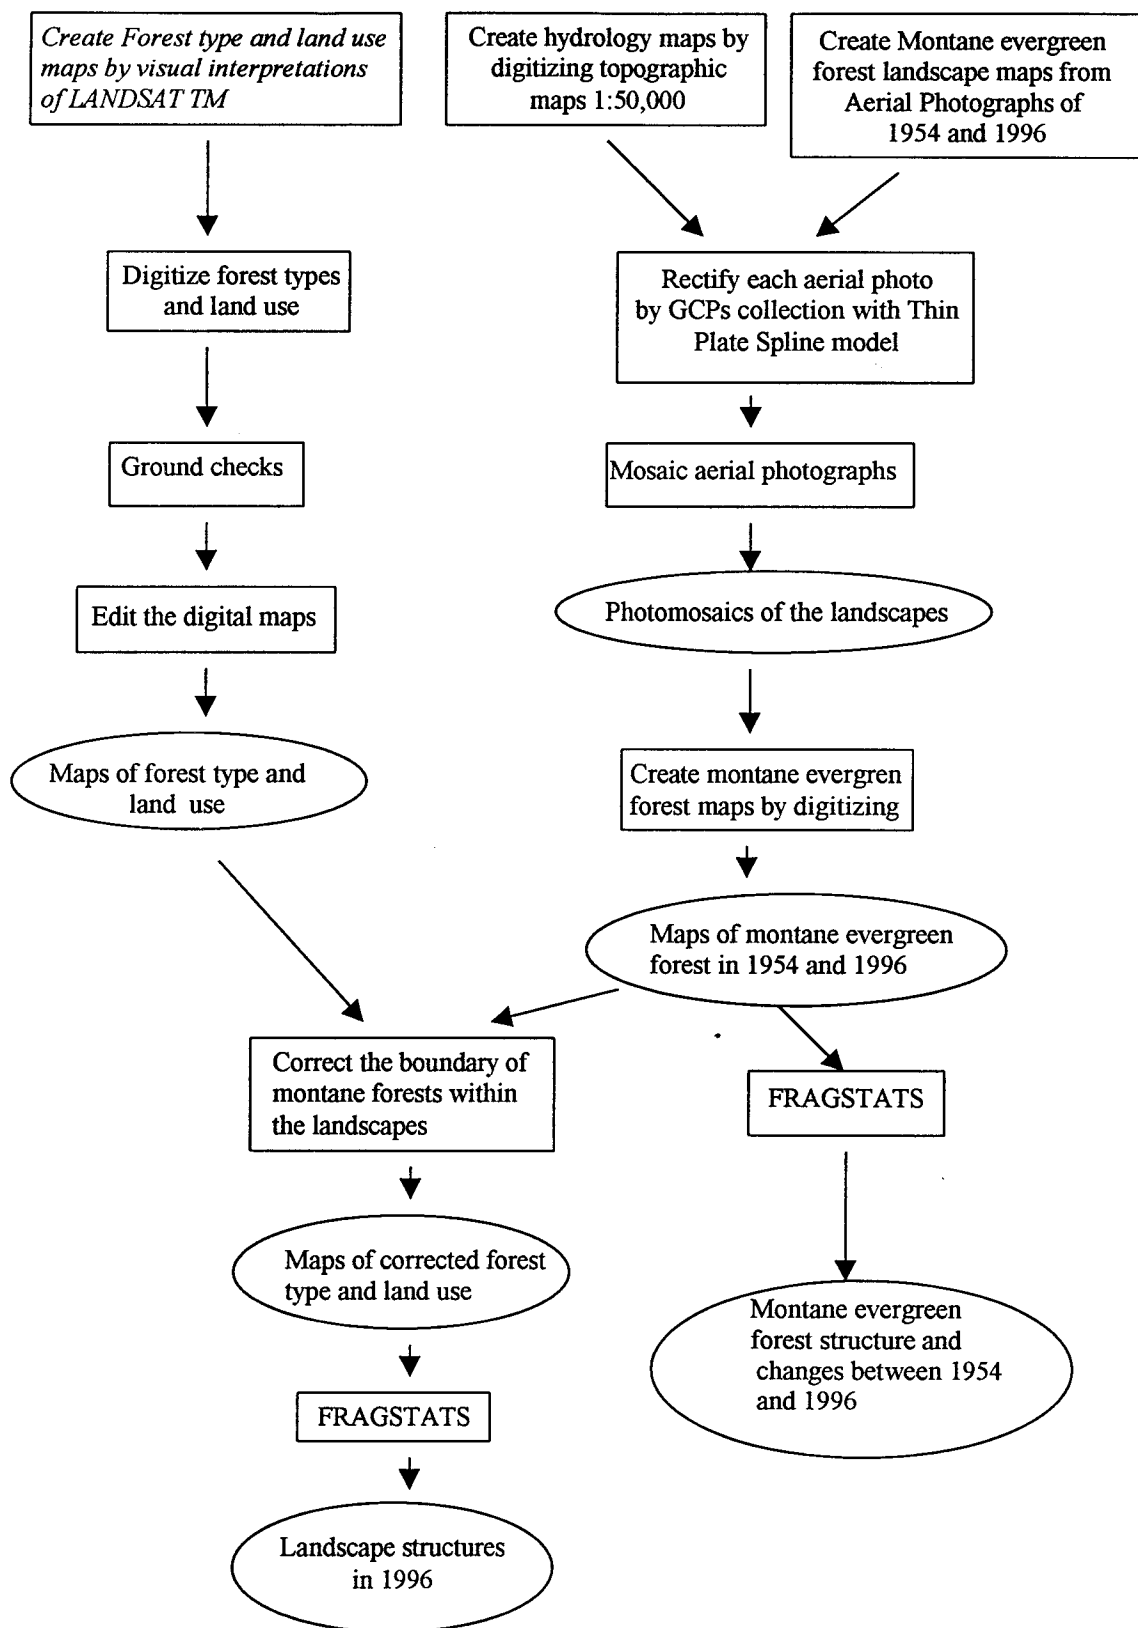 Create Forest type and land use
maps by visual interpretations
of LANDSAT TM
Create hydrology maps by
digitizing topographic
maps 1:50,000
Create Montane evergreen
forest landscape maps from
Aerial Photographs of
1954 and 1996
Digitize forest types
and land use
Rectify each aerial photo
by GCPs collection with Thin
Plate Spline model
Ground checks
Mosaic aerial photographs
Edit the digital maps
Photomosaics of the landscapes
Maps of forest type and
land use
Create montane evergren
forest maps by digitizing
Maps of montane evergreen
forest in 1954 and 1996
Correct the boundary of
montane forests within
the landscapes
FRAGSTATS
Maps of corrected forest
type and land use
Montane evergreen
forest structure and
changes between 1954
and 1996
FRAGSTATS
Landscape structures
in 1996